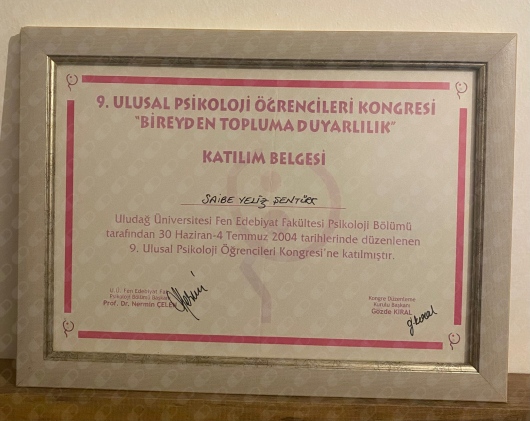 9. ULUSAL PSİKOLOJİ ÖĞRENCİLERİ KONGRESİ
"BİREYDEN TOPLUMA DUYARLILIK"
KATILIM BELGESİ
SAİBE YELİZ ŞENTÜRK
Uludağ Üniversitesi Fen Edebiyat Fakültesi Psikoloji Bölümü
tarafından 30 Haziran-4 Temmuz 2004 tarihlerinde düzenlenen
9. Ulusal Psikoloji Öğrencileri Kongresi'ne katılmıştır.
U.Ü. Fen Edebiyat Fak.
Psikoloji Bölümü Başkanı
Prof. Dr. Nermin ÇELEN
Kongre Düzenleme
Kurulu Başkanı
Gözde KIRAL